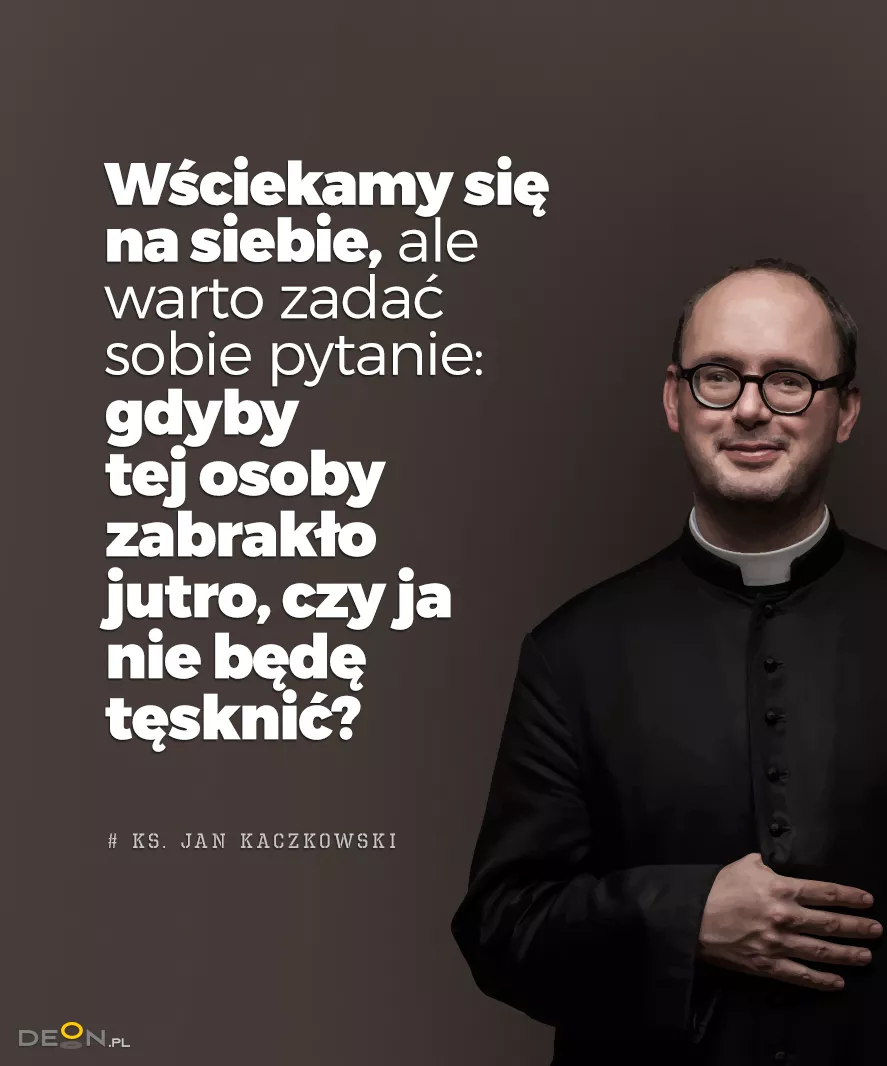 Wściekamy się
na siebie, ale
warto zadać
sobie pytanie:
gdyby
tej osoby
zabrakło
jutro, czy ja
nie będę
tęsknić?
# KS. JAN KACZKOWSKI
DEON.PL